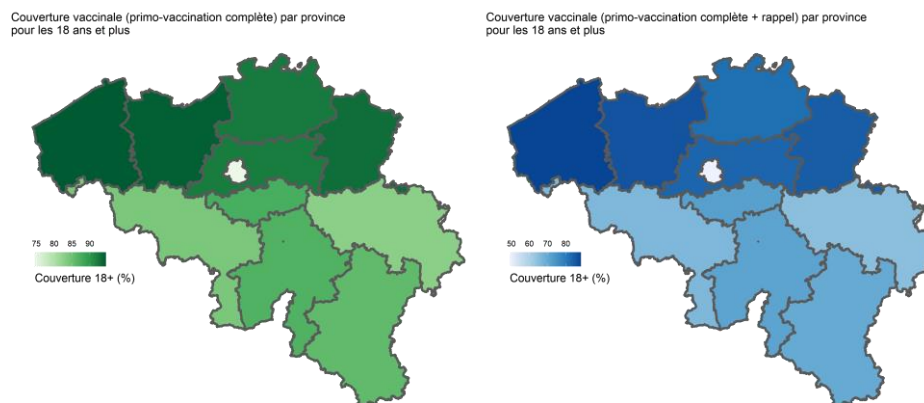 Couverture vaccinale (primo-vaccination complète) par province
pour les 18 ans et plus
75 80 85 90
Couverture 18+ (%)
Couverture vaccinale (primo-vaccination complète + rappel) par province
pour les 18 ans et plus
50 60 70 80
Couverture 18+ (%)